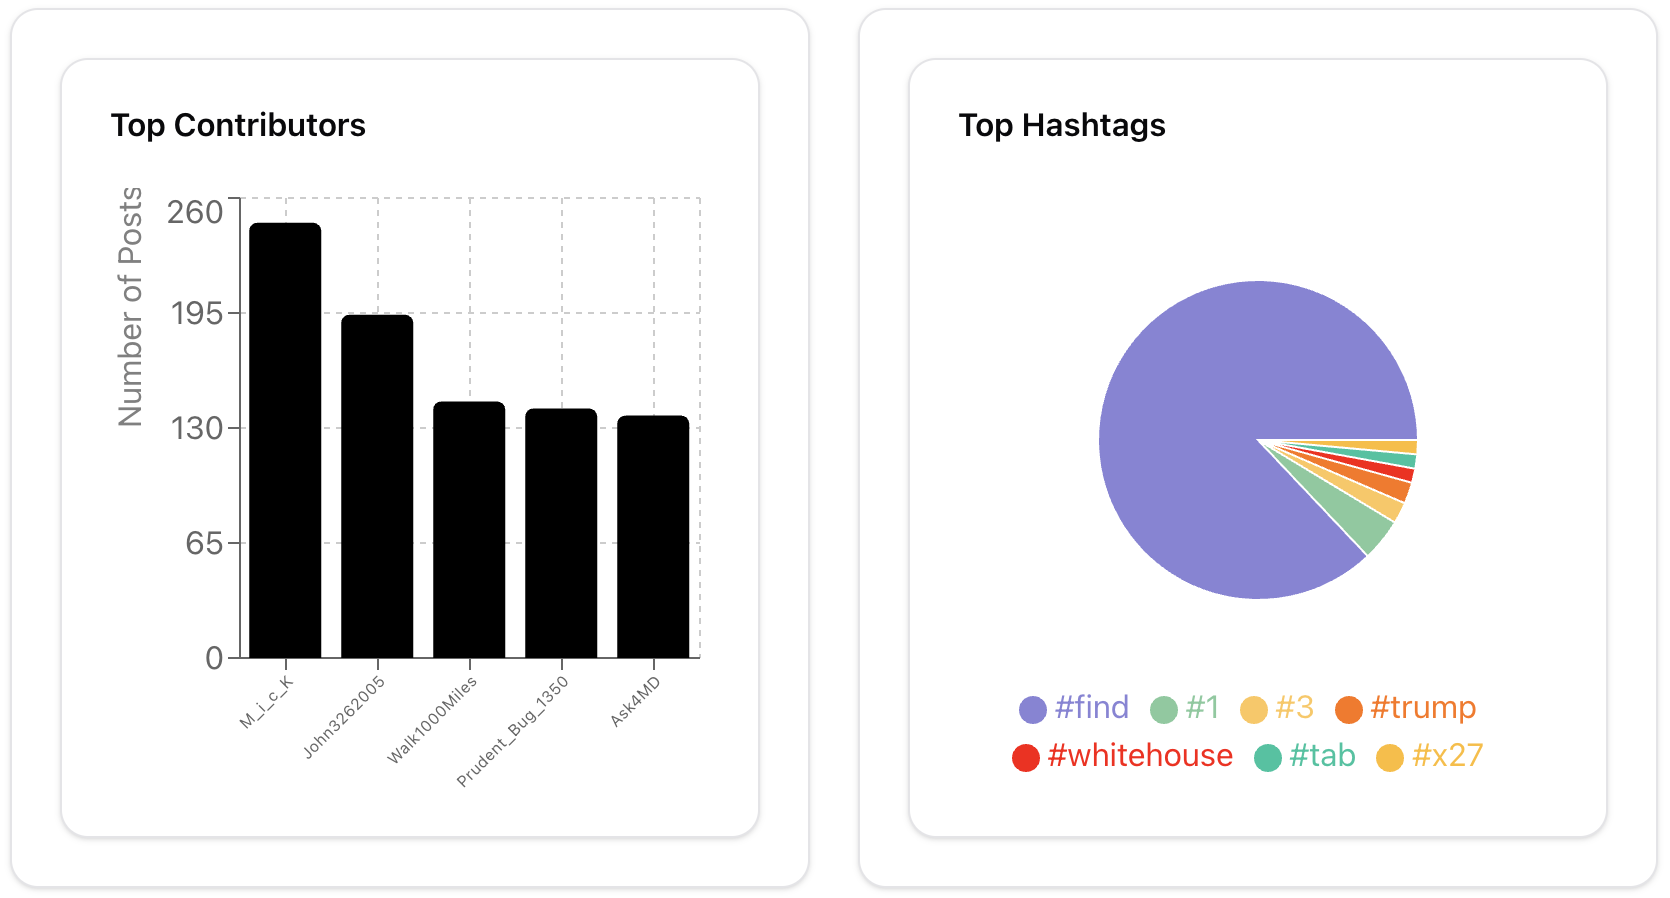 Top Contributors
Number of Posts
260
195
130
65
0
M_i_c_K
John3262005
Walk1000Miles
Prudent_Bug_1350
Ask4MD
Top Hashtags
#find #1 #3 #trump
#whitehouse #tab #x27